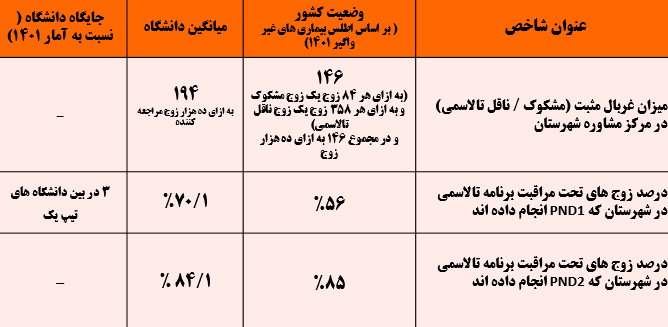 عنوان شاخص
وضعیت کشور
( بر اساس اطلس بیماری های غیر
واگیر ۱۴۰۱)
میانگین دانشگاه
جایگاه دانشگاه (
نسبت به آمار ۱۴۰۱)
میزان غربال مثبت (مشکوک / ناقل تالاسمی)
در مرکز مشاوره شهرستان
۱۴۶
(به ازای هر ۸۴ زوج یک زوج مشکوک
و به ازای هر ۳۵۸ زوج یک زوج ناقل
تالاسمی)
و در مجموع ۱۴۶ به ازای ده هزار
زوج
۱۹۴
به ازای ده هزار زوج مراجعه
کننده
_
درصد زوج های تحت مراقبت برنامه تالاسمی
در شهرستان که PND1 انجام داده اند
%۵۶
%۷۰/۱
۳ در بین دانشگاه های
تیپ یک
درصد زوج های تحت مراقبت برنامه تالاسمی
در شهرستان که PND2 انجام داده اند
%۸۵
% ۸۴/۱
_